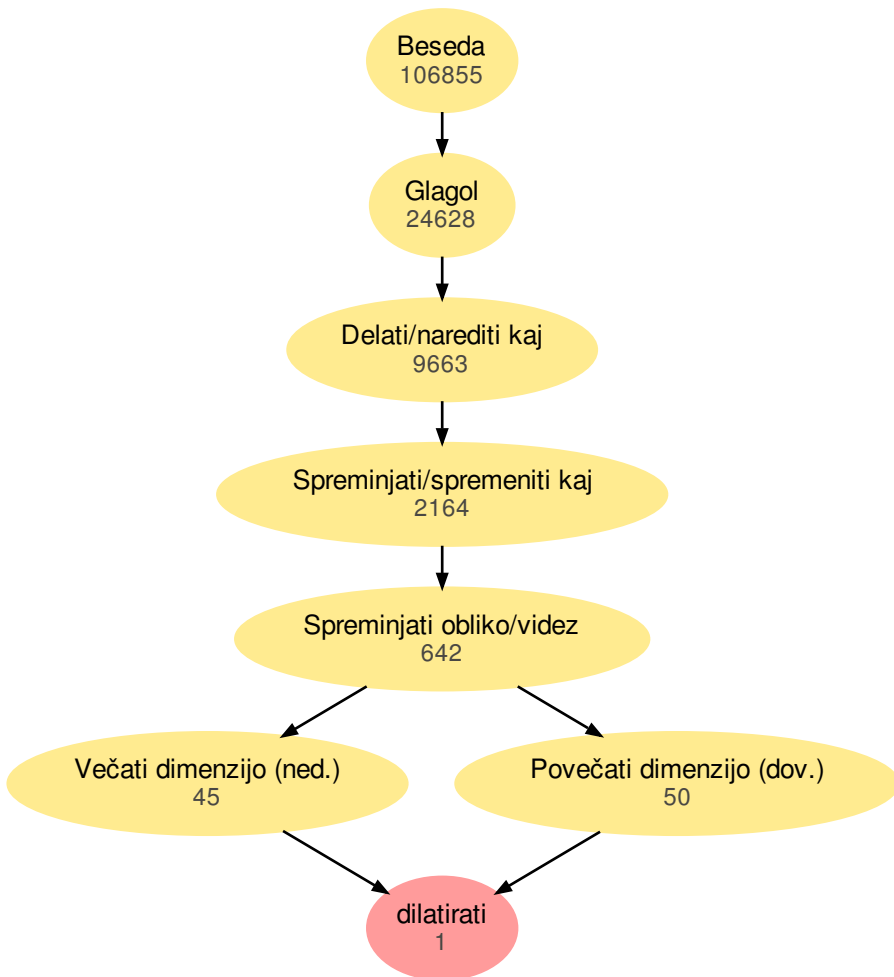 Beseda
106855
Glagol
24628
Delati/narediti kaj
9663
Spreminjati/spremeniti kaj
2164
Spreminjati obliko/videz
642
Večati dimenzijo (ned.)
45
Povečati dimenzijo (dov.)
50
dilatirati
1